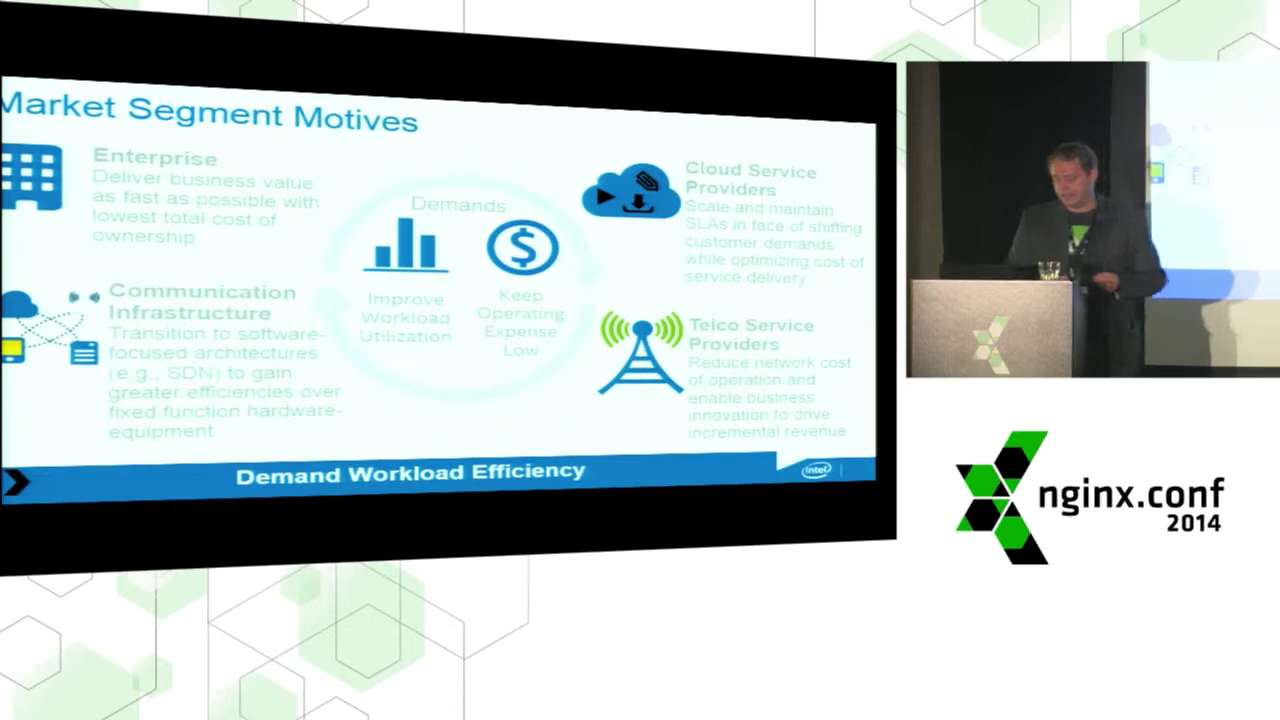 Market Segment Motives
Enterprise
Deliver business value
as fast as possible with
lowest total cost of
ownership
Communication
Infrastructure
Transition to software-
focused architectures
(e.g., SDN) to gain
greater efficiencies over
fixed function hardware-
equipment
Demands
Improve
Workload
Utilization
$
Keep
Operating
Expense
Low
Cloud Service
Providers
Scale and maintain
SLAs in face of shifting
customer demands
while optimizing cost of
service delivery
Telco Service
Providers
Reduce network cost
of operation and
enable business
innovation to drive
incremental revenue
Demand Workload Efficiency
intel
nginx.conf
2014